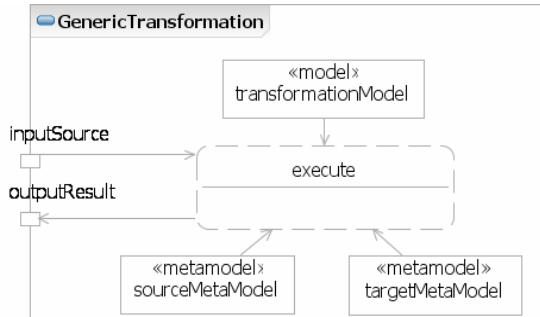 GenericTransformation
«model»
transformationModel
inputSource
execute
outputResult
«metamodel»
sourceMetaModel
«metamodel»
targetMetaModel